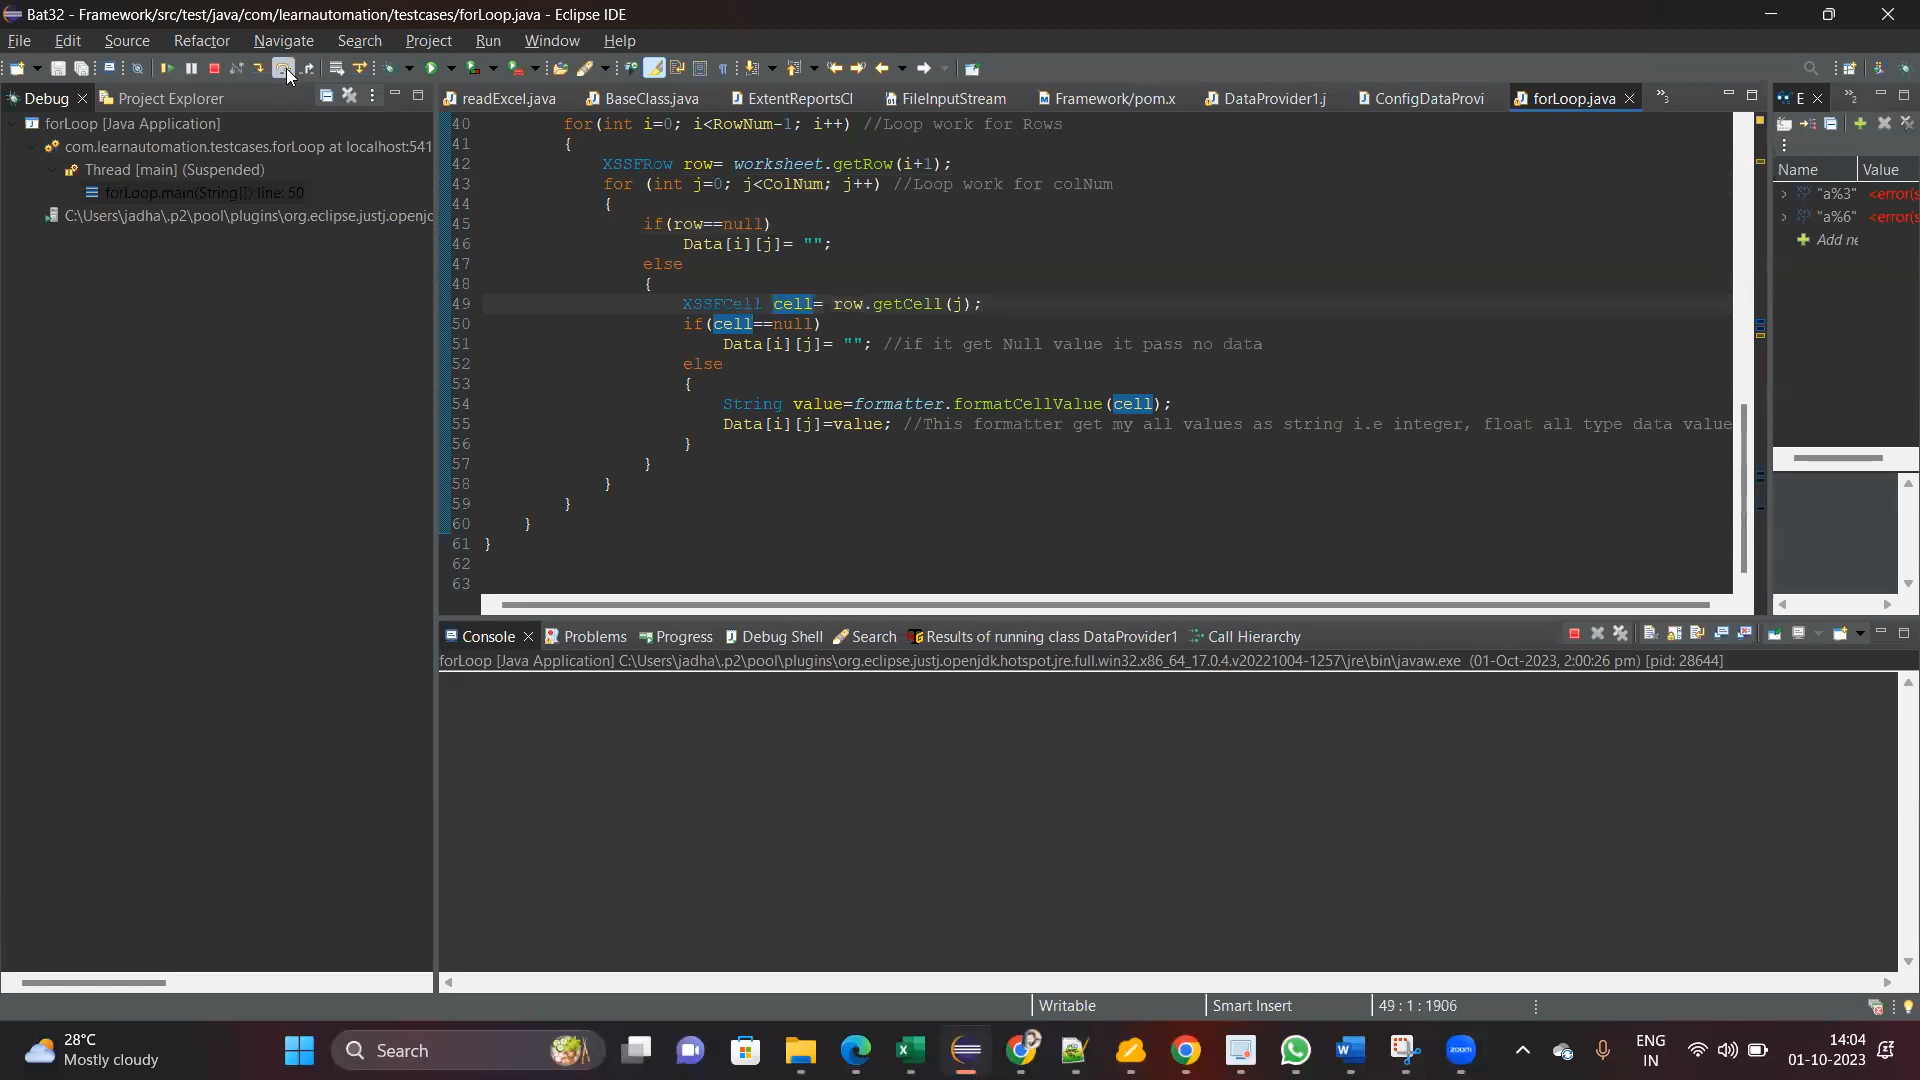 Bat32 - Framework/src/test/java/com/learnautomation/testcases/forLoop.java - Eclipse IDE
File Edit Source Refactor Navigate Search Project Run Window Help
Debug Project Explorer
readExcel.java BaseClass.java ExtentReportsCl FileInputStream Framework/pom.x DataProvider1.j ConfigDataProvi forLoop.java »3 E »2
forLoop [Java Application]
com.learnautomation.testcases.forLoop at localhost:541
Thread [main] (Suspended)
forLoop.main(String[]) line: 50
C:\Users\jadha\.p2\pool\plugins\org.eclipse.justj.openjd
40 for(int i=0; i<RowNum-1; i++) //Loop work for Rows
41 {
42 XSSFRow row= worksheet.getRow(i+1);
43 for (int j=0; j<ColNum; j++) //Loop work for colNum
44 {
45 if(row==null)
46 Data[i][j]= "";
47 else
48 {
49 XSSFCell cell= row.getCell(j);
50 if(cell==null)
51 Data[i][j]= ""; //if it get Null value it pass no data
52 else
53 {
54 String value=formatter.formatCellValue(cell);
55 Data[i][j]=value; //This formatter get my all values as string i.e integer, float all type data value
56 }
57 }
58 }
59 }
60 }
61 }
62
63
Name Value
"a%3" <error(s
"a%6" <error(s
Add ne
Console Problems Progress Debug Shell Search Results of running class DataProvider1 Call Hierarchy
forLoop [Java Application] C:\Users\jadha\.p2\pool\plugins\org.eclipse.justj.openjdk.hotspot.jre.full.win32.x86_64_17.0.4.v20221004-1257\jre\bin\javaw.exe (01-Oct-2023, 2:00:26 pm) [pid: 28644]
Writable Smart Insert 49 : 1 : 1906
28°C
Mostly cloudy
Search
zoom
ENG
IN
14:04
01-10-2023